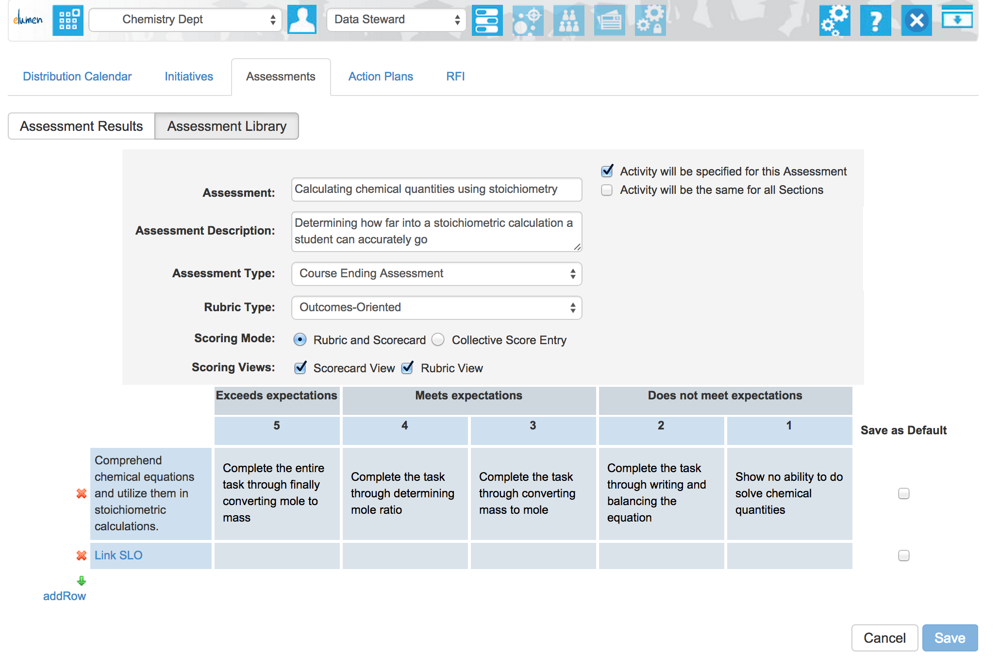 elumen
Chemistry Dept
Data Steward
?
Distribution Calendar
Initiatives
Assessments
Action Plans
RFI
Assessment Results
Assessment Library
Assessment:
Calculating chemical quantities using stoichiometry
Activity will be specified for this Assessment
Activity will be the same for all Sections
Assessment Description:
Determining how far into a stoichiometric calculation a
student can accurately go
Assessment Type:
Course Ending Assessment
Rubric Type:
Outcomes-Oriented
Scoring Mode:
Rubric and Scorecard
Collective Score Entry
Scoring Views:
Scorecard View
Rubric View
Exceeds expectations
Meets expectations
Does not meet expectations
5
4
3
2
1
Save as Default
Comprehend
chemical equations
and utilize them in
stoichiometric
calculations.
Complete the entire
task through finally
converting mole to
mass
Complete the task
through determining
mole ratio
Complete the task
through converting
mass to mole
Complete the task
through writing and
balancing the
equation
Show no ability to do
solve chemical
quantities
Link SLO
addRow
Cancel
Save